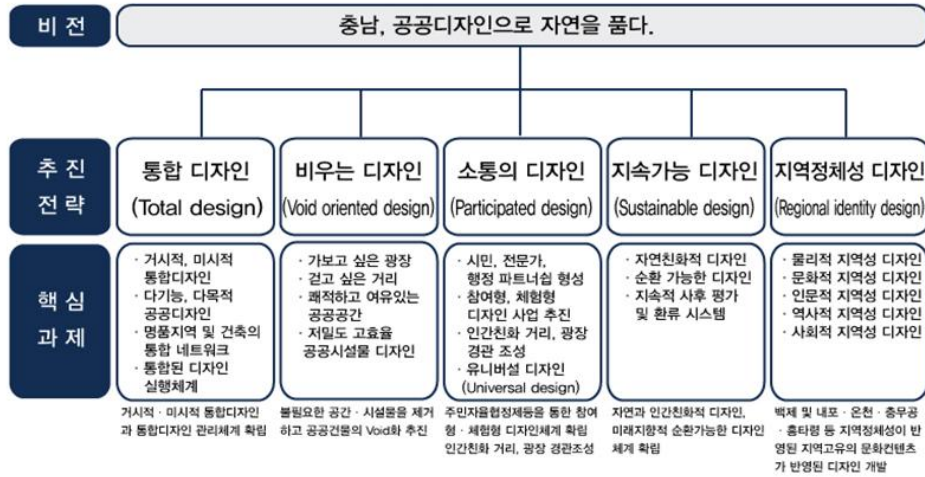 비 전
충남, 공공디자인으로 자연을 품다.
추 진
전 략
통합 디자인
(Total design)
비우는 디자인
(Void oriented design)
소통의 디자인
(Participated design)
지속가능 디자인
(Sustainable design)
지역정체성 디자인
(Regional identity design)
핵 심
과 제
· 거시적, 미시적
통합디자인
· 다기능, 다목적
공공디자인
· 명품지역 및 건축의
통합 네트워크
· 통합된 디자인
실행체계
· 가보고 싶은 광장
· 걷고 싶은 거리
· 쾌적하고 여유있는
공공공간
· 저밀도 고효율
공공시설물 디자인
· 시민, 전문가,
행정 파트너쉽 형성
· 참여형, 체험형
디자인 사업 추진
· 인간친화 거리, 광장
경관 조성
· 유니버설 디자인
(Universal design)
· 자연친화적 디자인
· 순환 가능한 디자인
· 지속적 사후 평가
및 환류 시스템
· 물리적 지역성 디자인
· 문화적 지역성 디자인
· 인문적 지역성 디자인
· 역사적 지역성 디자인
· 사회적 지역성 디자인
거시적 · 미시적 통합디자인
과 통합디자인 관리체계 확립
불필요한 공간 · 시설물을 제거
하고 공공건물의 Void화 추진
주민자율협정제등을 통한 참여
형 · 체험형 디자인체계 확립
인간친화 거리, 광장 경관조성
자연과 인간친화적 디자인,
미래지향적 순환가능한 디자인
체계 확립
백제 및 내포 · 온천 · 충무공
· 흥타령 등 지역정체성이 반
영된 지역고유의 문화컨텐츠
가 반영된 디자인 개발